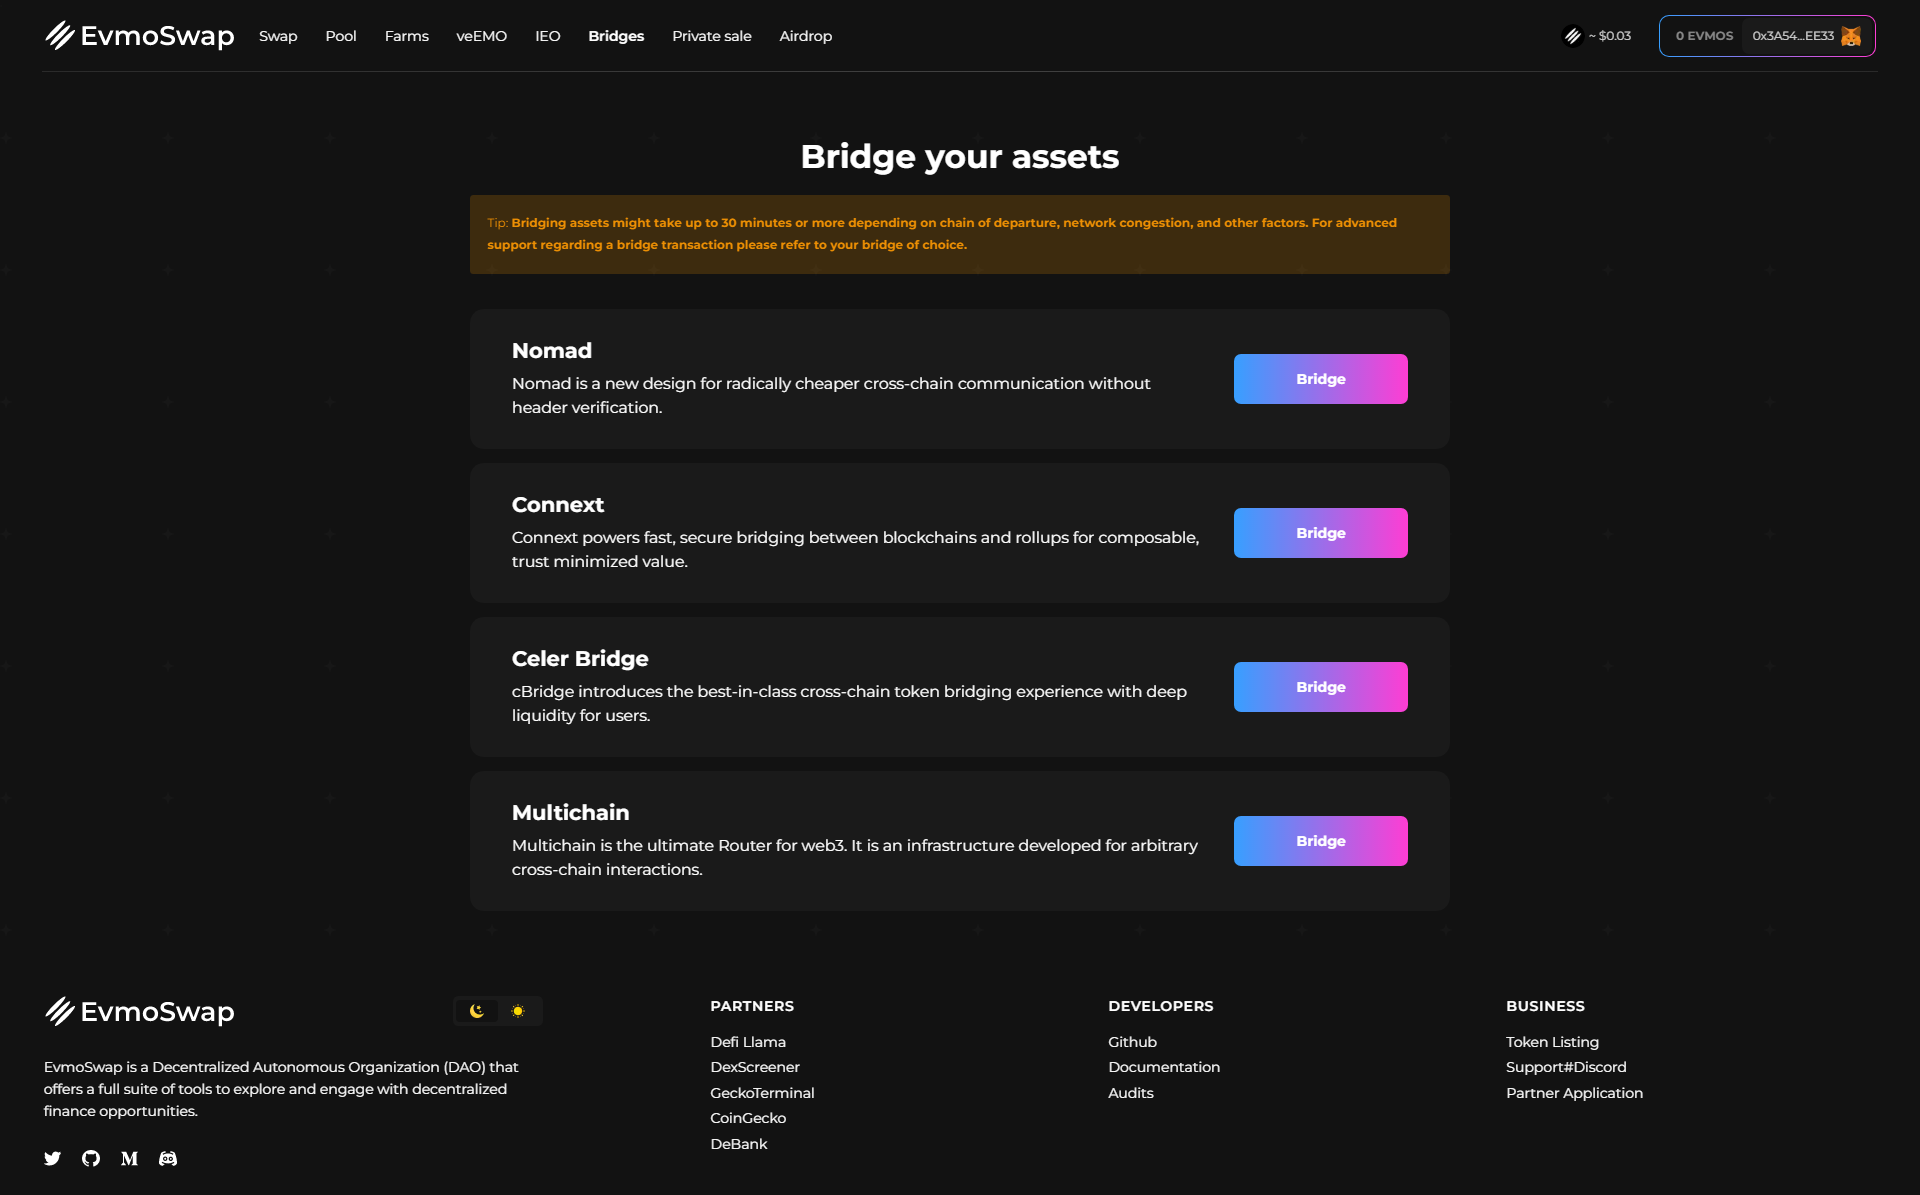 EvmoSwap
Swap
Pool
Farms
veEMO
IEO
Bridges
Private sale
Airdrop
~ $0.03
0 EVMOS
0x3A54...EE33
Bridge your assets
Tip: Bridging assets might take up to 30 minutes or more depending on chain of departure, network congestion, and other factors. For advanced
support regarding a bridge transaction please refer to your bridge of choice.
Nomad
Nomad is a new design for radically cheaper cross-chain communication without
header verification.
Bridge
Connext
Connext powers fast, secure bridging between blockchains and rollups for composable,
trust minimized value.
Bridge
Celer Bridge
cBridge introduces the best-in-class cross-chain token bridging experience with deep
liquidity for users.
Bridge
Multichain
Multichain is the ultimate Router for web3. It is an infrastructure developed for arbitrary
cross-chain interactions.
Bridge
EvmoSwap
EvmoSwap is a Decentralized Autonomous Organization (DAO) that
offers a full suite of tools to explore and engage with decentralized
finance opportunities.
PARTNERS
Defi Llama
DexScreener
GeckoTerminal
CoinGecko
DeBank
DEVELOPERS
Github
Documentation
Audits
BUSINESS
Token Listing
Support#Discord
Partner Application